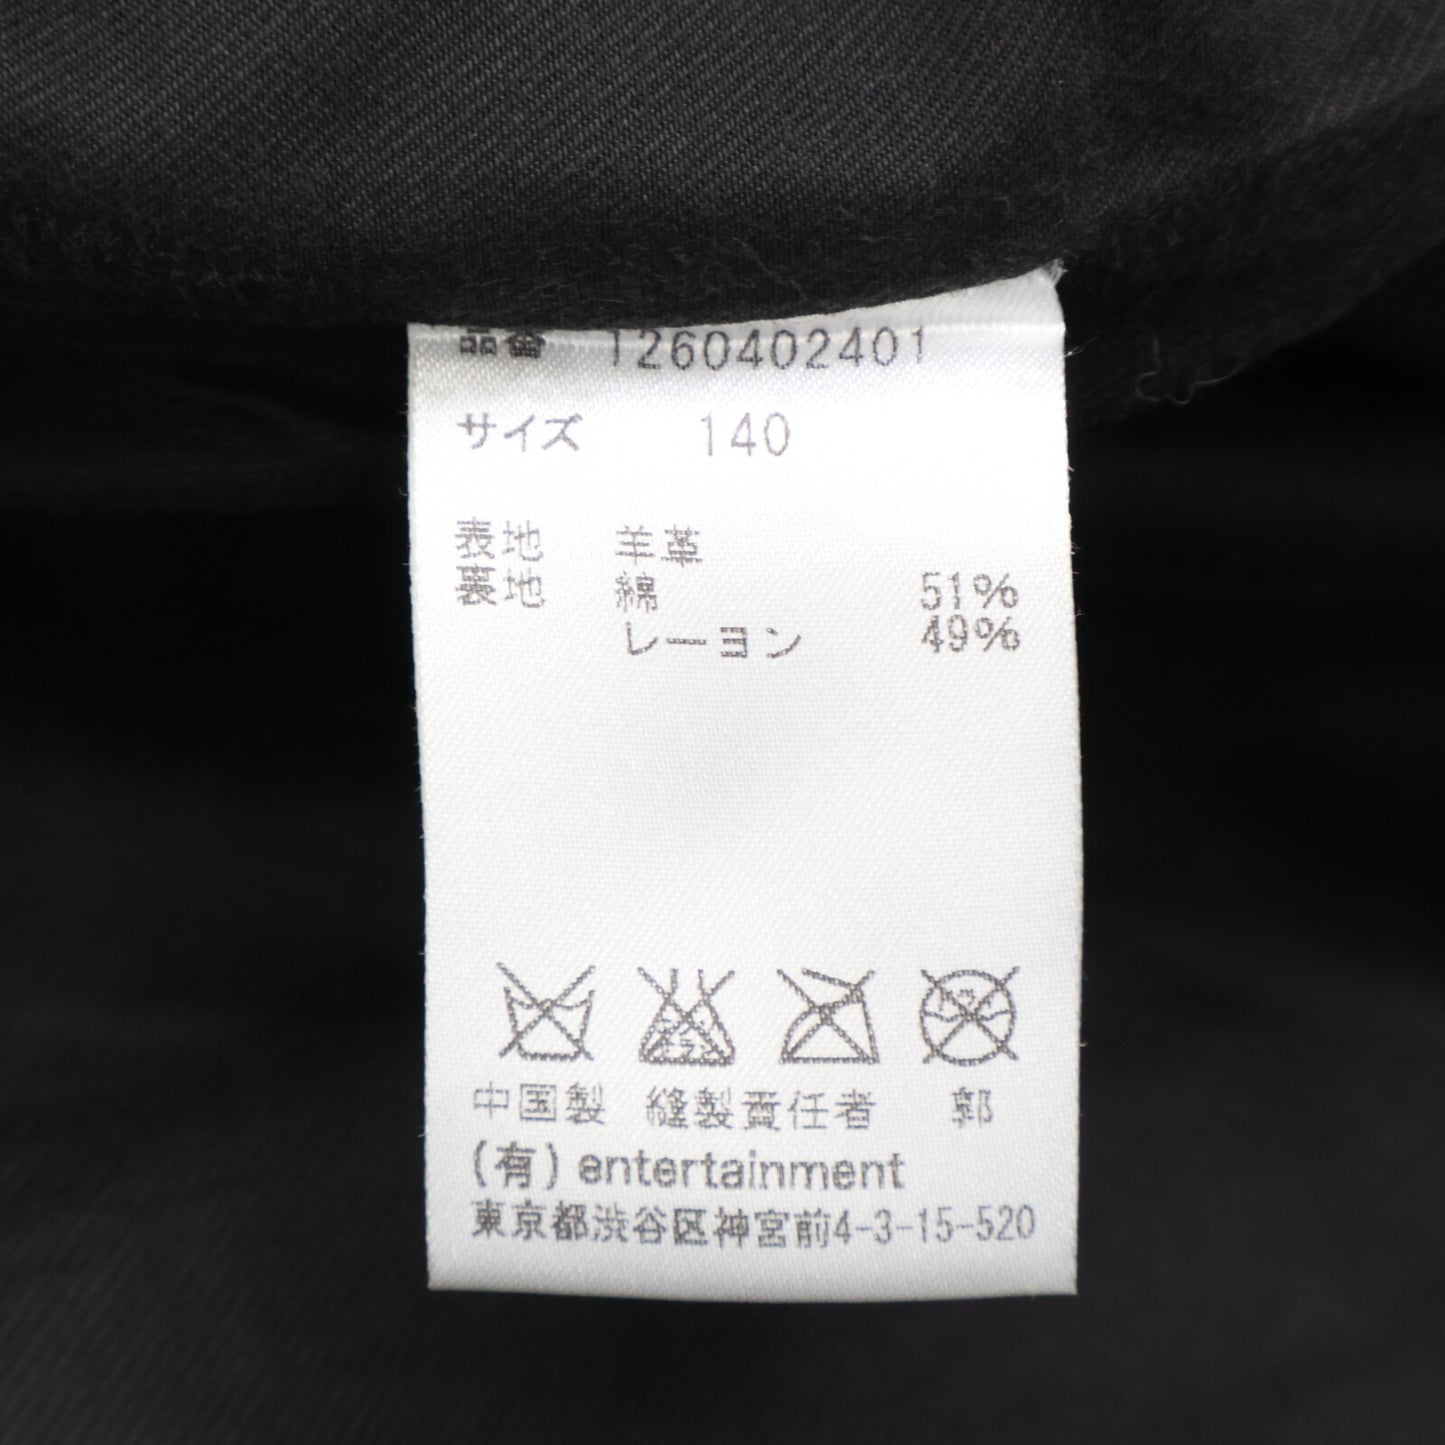 品番 1260402401
サイズ 140
表地 羊革
裏地 綿 51%
レーヨン 49%
中国製 縫製責任者 郭
(有) entertainment
東京都渋谷区神宮前4-3-15-520